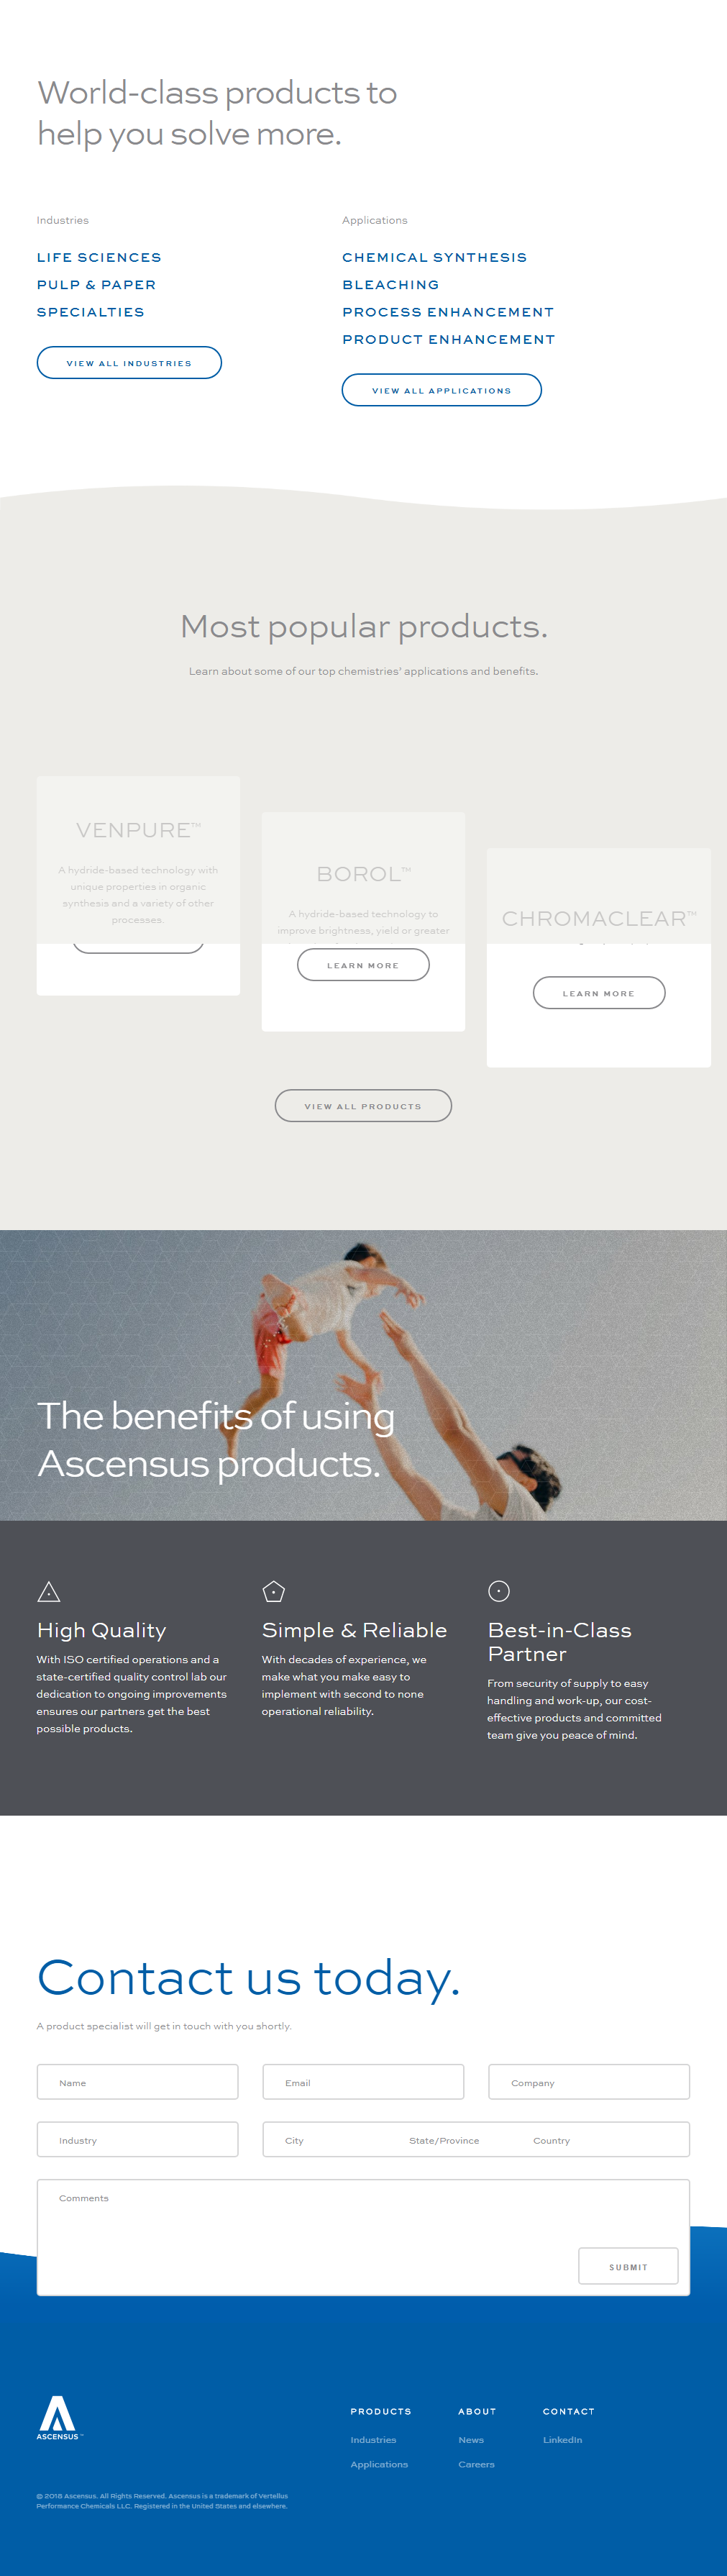 World-class products to
help you solve more.
Industries
LIFE SCIENCES
PULP & PAPER
SPECIALTIES
VIEW ALL INDUSTRIES
Applications
CHEMICAL SYNTHESIS
BLEACHING
PROCESS ENHANCEMENT
PRODUCT ENHANCEMENT
VIEW ALL APPLICATIONS
Most popular products.
Learn about some of our top chemistries' applications and benefits.
VENPURE™
A hydride-based technology with
unique properties in organic
synthesis and a variety of other
processes.
BOROL™
A hydride-based technology to
improve brightness, yield or greater
LEARN MORE
CHROMACLEAR™
LEARN MORE
VIEW ALL PRODUCTS
The benefits of using
Ascensus products.
High Quality
With ISO certified operations and a
state-certified quality control lab our
dedication to ongoing improvements
ensures our partners get the best
possible products.
Simple & Reliable
With decades of experience, we
make what you make easy to
implement with second to none
operational reliability.
Best-in-Class
Partner
From security of supply to easy
handling and work-up, our cost-
effective products and committed
team give you peace of mind.
Contact us today.
A product specialist will get in touch with you shortly.
Name
Email
Company
Industry
City
State/Province
Country
Comments
SUBMIT
ASCENSUS™
PRODUCTS
Industries
Applications
ABOUT
News
Careers
CONTACT
LinkedIn
© 2018 Ascensus. All Rights Reserved. Ascensus is a trademark of Vertellus
Performance Chemicals LLC. Registered in the United States and elsewhere.